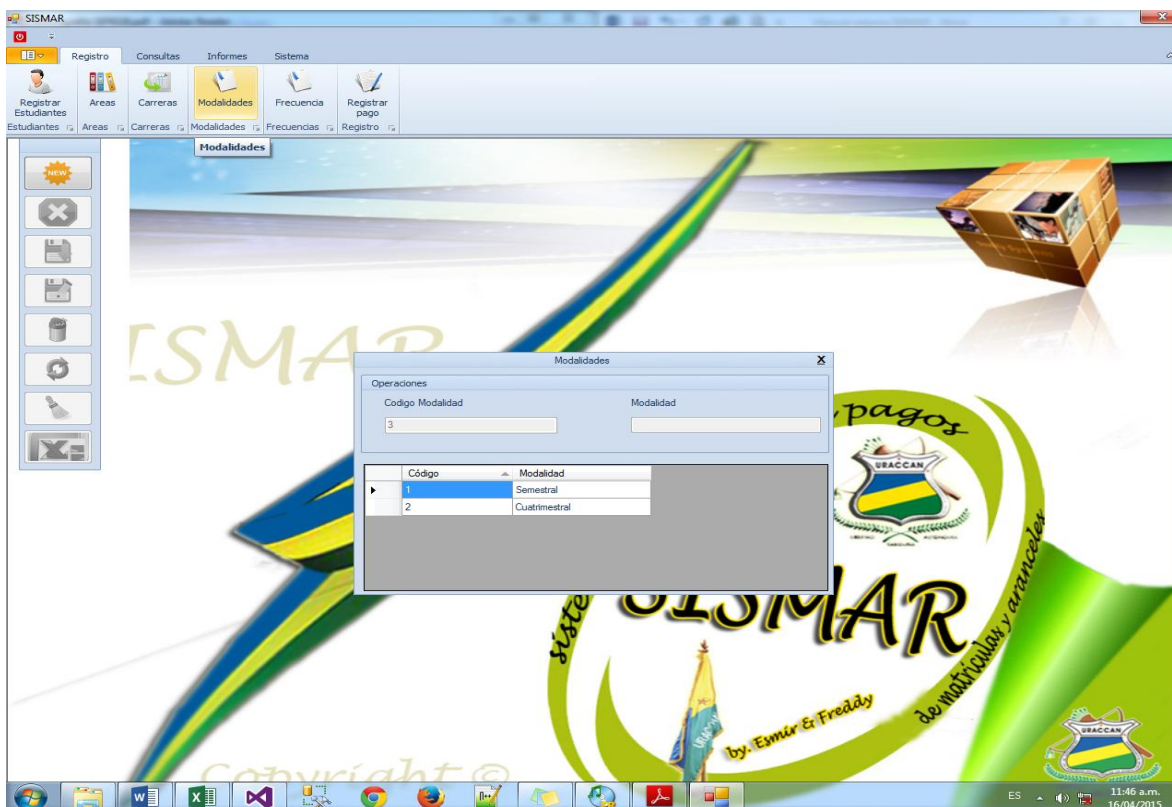 SISMAR
Registro Consultas Informes Sistema
Registrar Estudiantes
Areas
Carreras
Modalidades
Frecuencia
Registrar pago
Estudiantes Areas Carreras Modalidades Frecuencias Registro
Modalidades
NEW
ISMAR
Modalidades
Operaciones
Codigo Modalidad Modalidad
3
Código Modalidad
1 Semestral
2 Cuatrimestral
pagos
URACCAN
SISMAR
de matrículas y aranceles
by. Esmir & Freddy
URACCAN
Copyright ©
ES
11:46 a.m.
16/04/2015